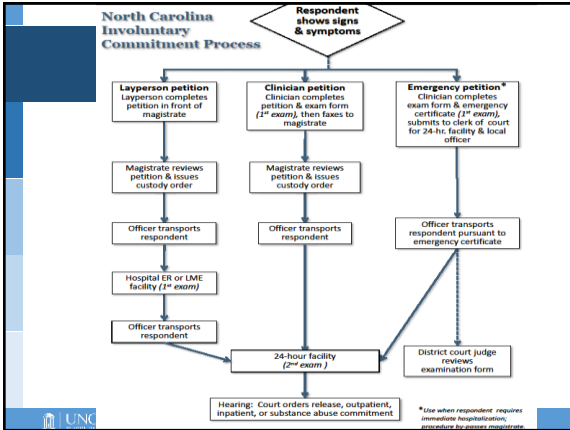 North Carolina
Involuntary
Commitment Process
Respondent
shows signs
& symptoms
Layperson petition
Layperson completes
petition in front of
magistrate
Clinician petition
Clinician completes
petition & exam form
(1st exam), then faxes to
magistrate
Emergency petition*
Clinician completes
exam form & emergency
certificate (1st exam),
submits to clerk of court
for 24-hr. facility & local
officer
Magistrate reviews
petition & issues
custody order
Magistrate reviews
petition & issues
custody order
Officer transports
respondent
Officer transports
respondent
Officer transports
respondent pursuant to
emergency certificate
Hospital ER or LME
facility (1st exam)
Officer transports
respondent
24-hour facility
(2nd exam )
District court judge
reviews
examination form
Hearing: Court orders release, outpatient,
inpatient, or substance abuse commitment
*Use when respondent requires
immediate hospitalization;
procedure by-passes magistrate.
UNC